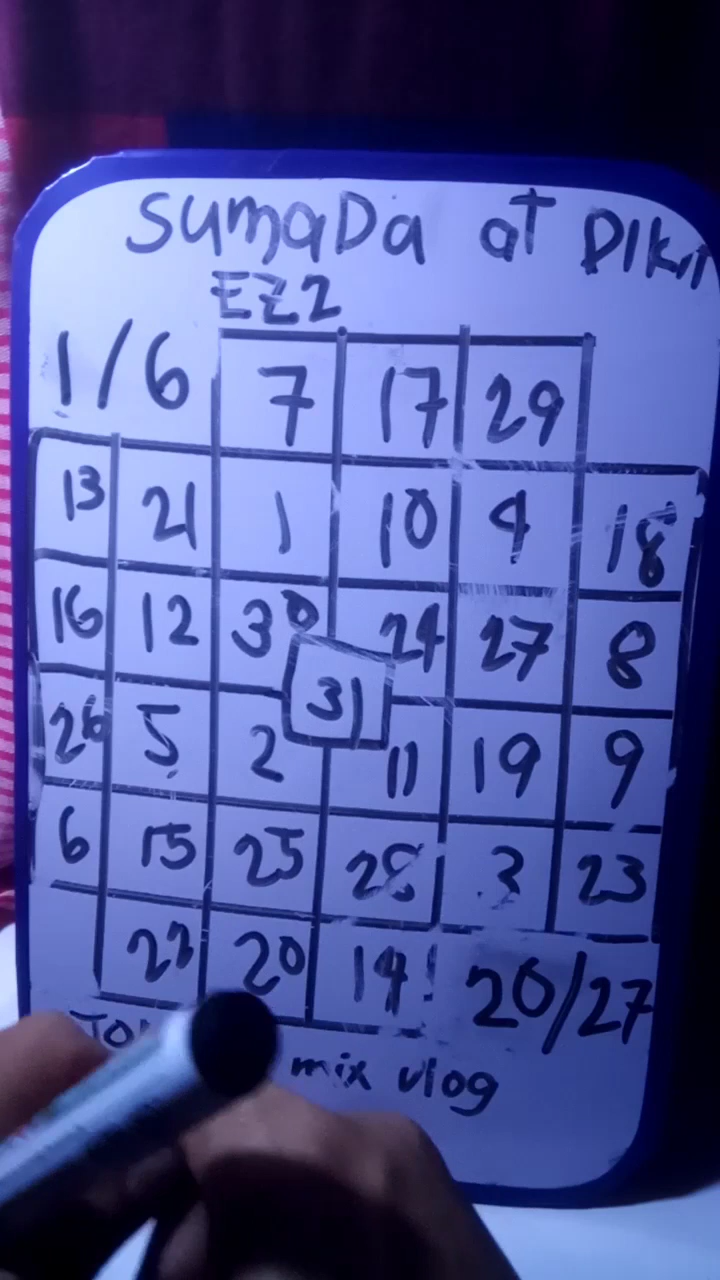 SumaDa at Dikit
EZ2
1/6 7 17 29
13 21 1 10 4 18
16 12 30 24 27 8
31
26 5 2 11 19 9
6 15 25 28 3 23
22 20 14 20/27
mix vlog